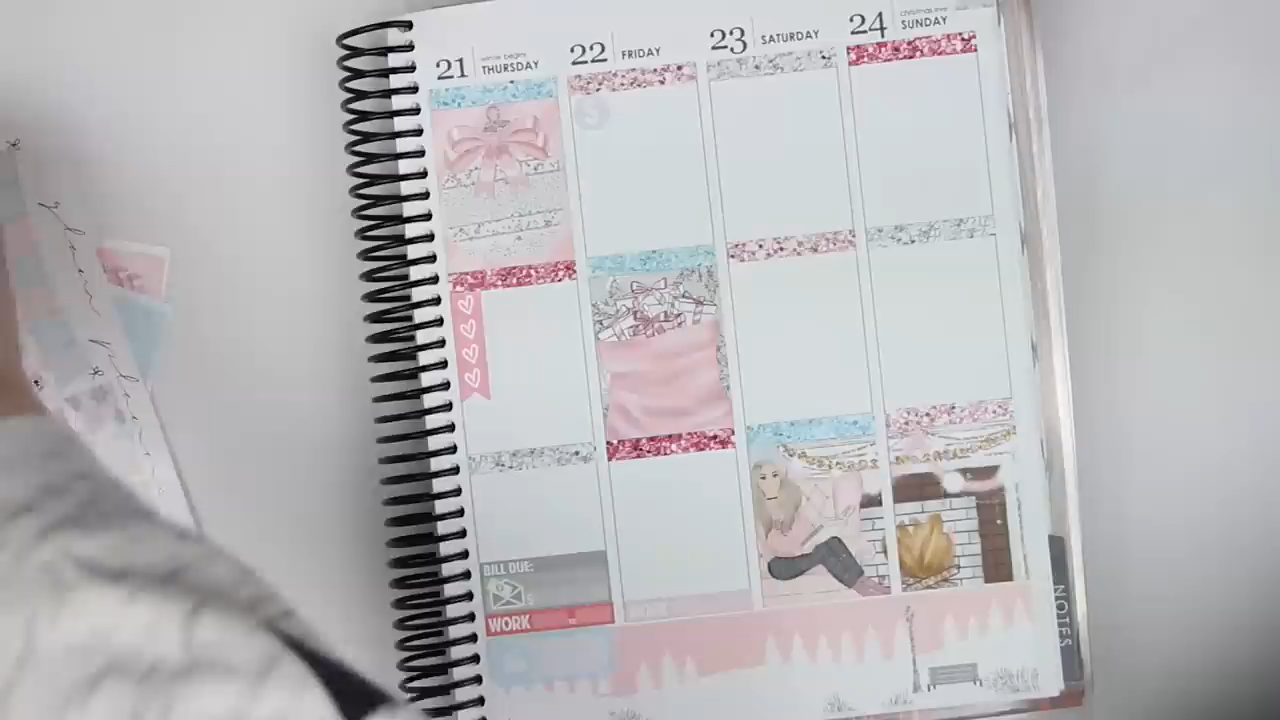 21 winter begins THURSDAY
22 FRIDAY
23 SATURDAY
24 christmas eve SUNDAY
BILL DUE:
$
WORK
NOTES